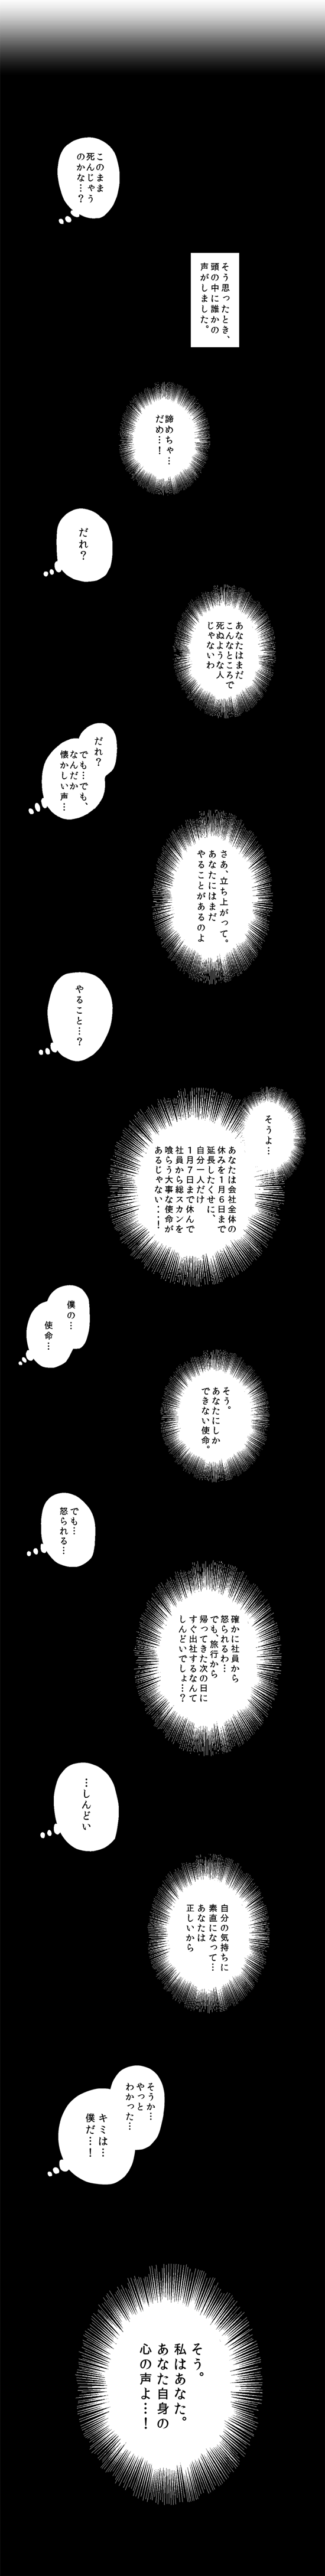 このまま
死んじゃう
のかな…？
そう思ったとき、
頭の中に誰かの
声がしました。
諦めちゃ…
だめ…！
だれ？
あなたはまだ
こんなところで
死ぬような人
じゃないわ
だれ？
でも…でも、
なんだか
懐かしい声…
さあ、立ち上がって。
あなたにはまだ
やることがあるのよ
やること…？
そうよ…
あなたは会社全体の
休みを１月６日まで
延長したくせに、
自分一人だけ
１月７日まで休んで
社員から総スカンを
喰らう大事な使命が
あるじゃない…！
僕の…
使命…
そう。
あなたにしか
できない使命。
でも…
怒られる…
確かに社員から
怒られるわ…
でも、旅行から
帰ってきた次の日に
すぐ出社するなんて
しんどいでしょ…？
…しんどい
自分の気持ちに
素直になって…
あなたは
正しいから
そうか…
やっと
わかった…
キミは…
僕だ…！
そう。
私はあなた。
あなた自身の
心の声よ…！